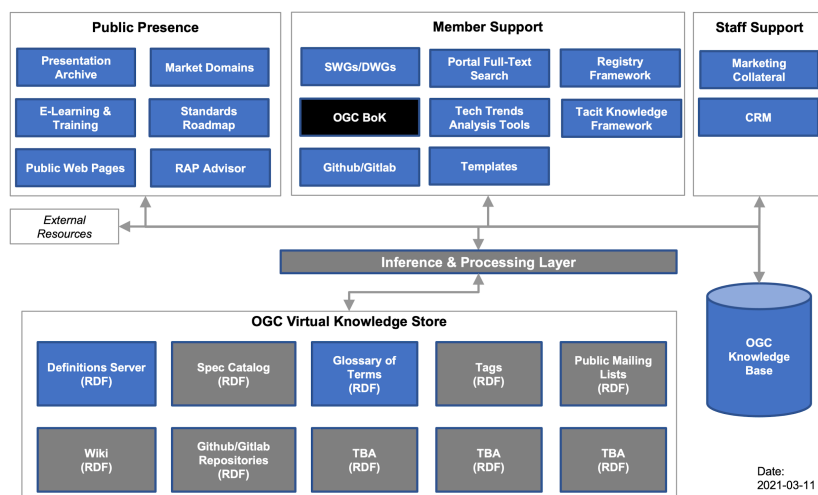 Public Presence
Presentation
Archive
Market Domains
E-Learning &
Training
Standards
Roadmap
Public Web Pages
RAP Advisor
Member Support
SWGs/DWGs
Portal Full-Text
Search
Registry
Framework
OGC BoK
Tech Trends
Analysis Tools
Tacit Knowledge
Framework
Github/Gitlab
Templates
Staff Support
Marketing
Collateral
CRM
External
Resources
Inference & Processing Layer
OGC Virtual Knowledge Store
Definitions Server
(RDF)
Spec Catalog
(RDF)
Glossary of
Terms
(RDF)
Tags
(RDF)
Public Mailing
Lists
(RDF)
Wiki
(RDF)
Github/Gitlab
Repositories
(RDF)
TBA
(RDF)
TBA
(RDF)
TBA
(RDF)
OGC
Knowledge
Base
Date:
2021-03-11